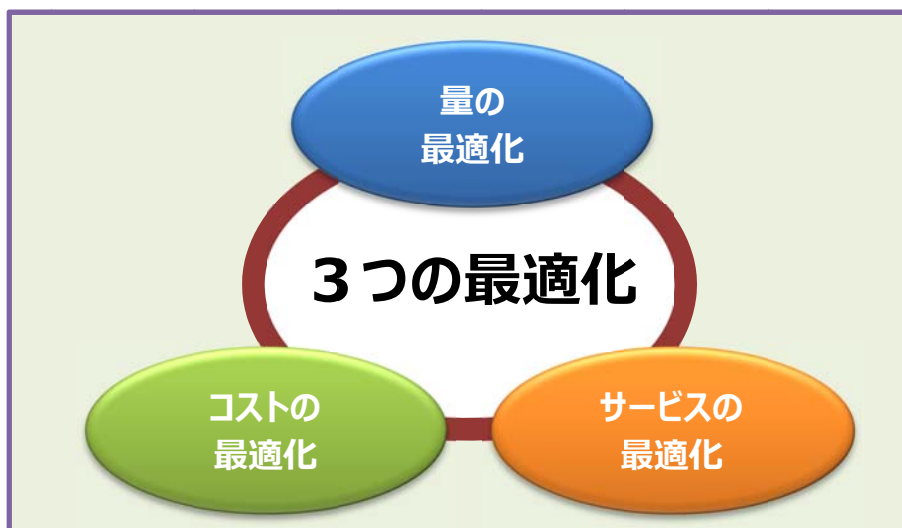 量の
最適化
３つの最適化
コストの
最適化
サービスの
最適化